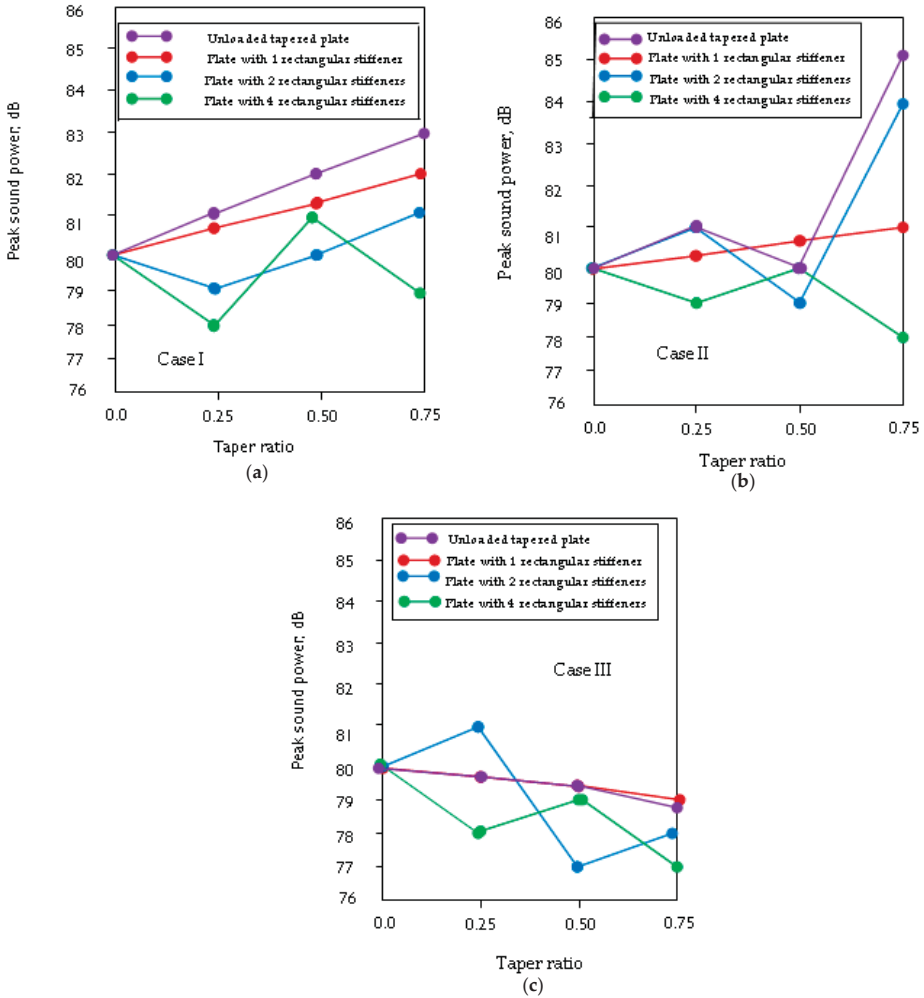 86
85
84
83
82
81
80
79
78
77
76
Peak sound power, dB
Unloaded tapered plate
Plate with 1 rectangular stiffener
Plate with 2 rectangular stiffeners
Plate with 4 rectangular stiffeners
Case I
0.0 0.25 0.50 0.75
Taper ratio
(a)
86
85
84
83
82
81
80
79
78
77
76
Peak sound power, dB
Unloaded tapered plate
Plate with 1 rectangular stiffener
Plate with 2 rectangular stiffeners
Plate with 4 rectangular stiffeners
Case II
0.0 0.25 0.50 0.75
Taper ratio
(b)
86
85
84
83
82
81
80
79
78
77
76
Peak sound power, dB
Unloaded tapered plate
Plate with 1 rectangular stiffener
Plate with 2 rectangular stiffeners
Plate with 4 rectangular stiffeners
Case III
0.0 0.25 0.50 0.75
Taper ratio
(c)